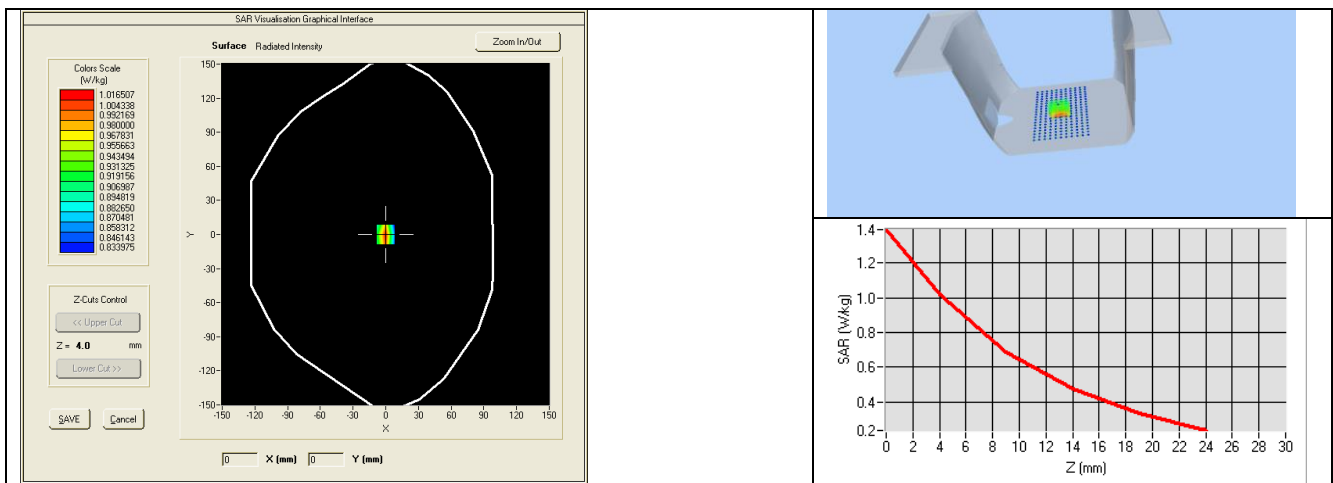 SAR Visualisation Graphical Interface
Surface Radiated Intensity
Zoom In/Out
Colors Scale
(W/kg)
1.016507
1.004338
0.992169
0.980000
0.967831
0.955663
0.943494
0.931325
0.919156
0.906987
0.894819
0.882650
0.870481
0.858312
0.846143
0.833975
Z-Cuts Control
<< Upper Cut
Z = 4.0 mm
Lower Cut >>
SAVE Cancel
150
120
90
60
30
0
-30
-60
-90
-120
-150
Y
-150 -120 -90 -60 -30 0 30 60 90 120 150
X
0 X (mm) 0 Y (mm)
1.4
1.2
1.0
0.8
0.6
0.4
0.2
SAR (W/kg)
0 2 4 6 8 10 12 14 16 18 20 22 24 26 28 30
Z (mm)